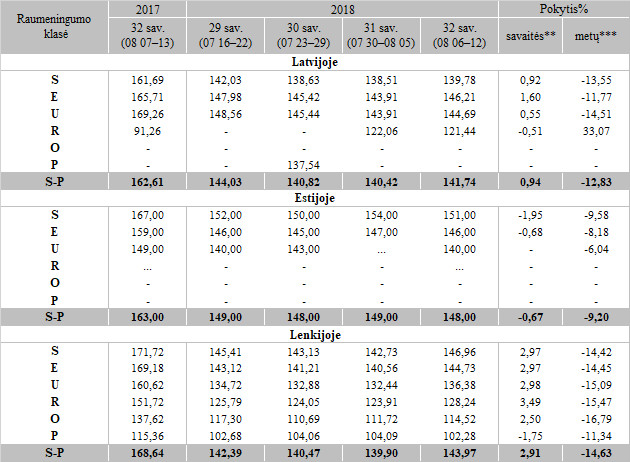 Raumeningumo klasė 2017 2018 Pokytis%
32 sav. (08 07–13) 29 sav. (07 16–22) 30 sav. (07 23–29) 31 sav. (07 30–08 05) 32 sav. (08 06–12) savaitės** metų***
Latvijoje
S 161,69 142,03 138,63 138,51 139,78 0,92 -13,55
E 165,71 147,98 145,42 143,91 146,21 1,60 -11,77
U 169,26 148,56 145,44 143,91 144,69 0,55 -14,51
R 91,26 - - 122,06 121,44 -0,51 33,07
O - - - - - - -
P - - 137,54 - - - -
S-P 162,61 144,03 140,82 140,42 141,74 0,94 -12,83
Estijoje
S 167,00 152,00 150,00 154,00 151,00 -1,95 -9,58
E 159,00 146,00 145,00 147,00 146,00 -0,68 -8,18
U 149,00 140,00 143,00 ... 140,00 - -6,04
R ... - - - ... - -
O - - - - - - -
P - - - - - - -
S-P 163,00 149,00 148,00 149,00 148,00 -0,67 -9,20
Lenkijoje
S 171,72 145,41 143,13 142,73 146,96 2,97 -14,42
E 169,18 143,12 141,21 140,56 144,73 2,97 -14,45
U 160,62 134,72 132,88 132,44 136,38 2,98 -15,09
R 151,72 125,79 124,05 123,91 128,24 3,49 -15,47
O 137,62 117,30 110,69 111,72 114,52 2,50 -16,79
P 115,36 102,68 104,06 104,09 102,28 -1,75 -11,34
S-P 168,64 142,39 140,47 139,90 143,97 2,91 -14,63